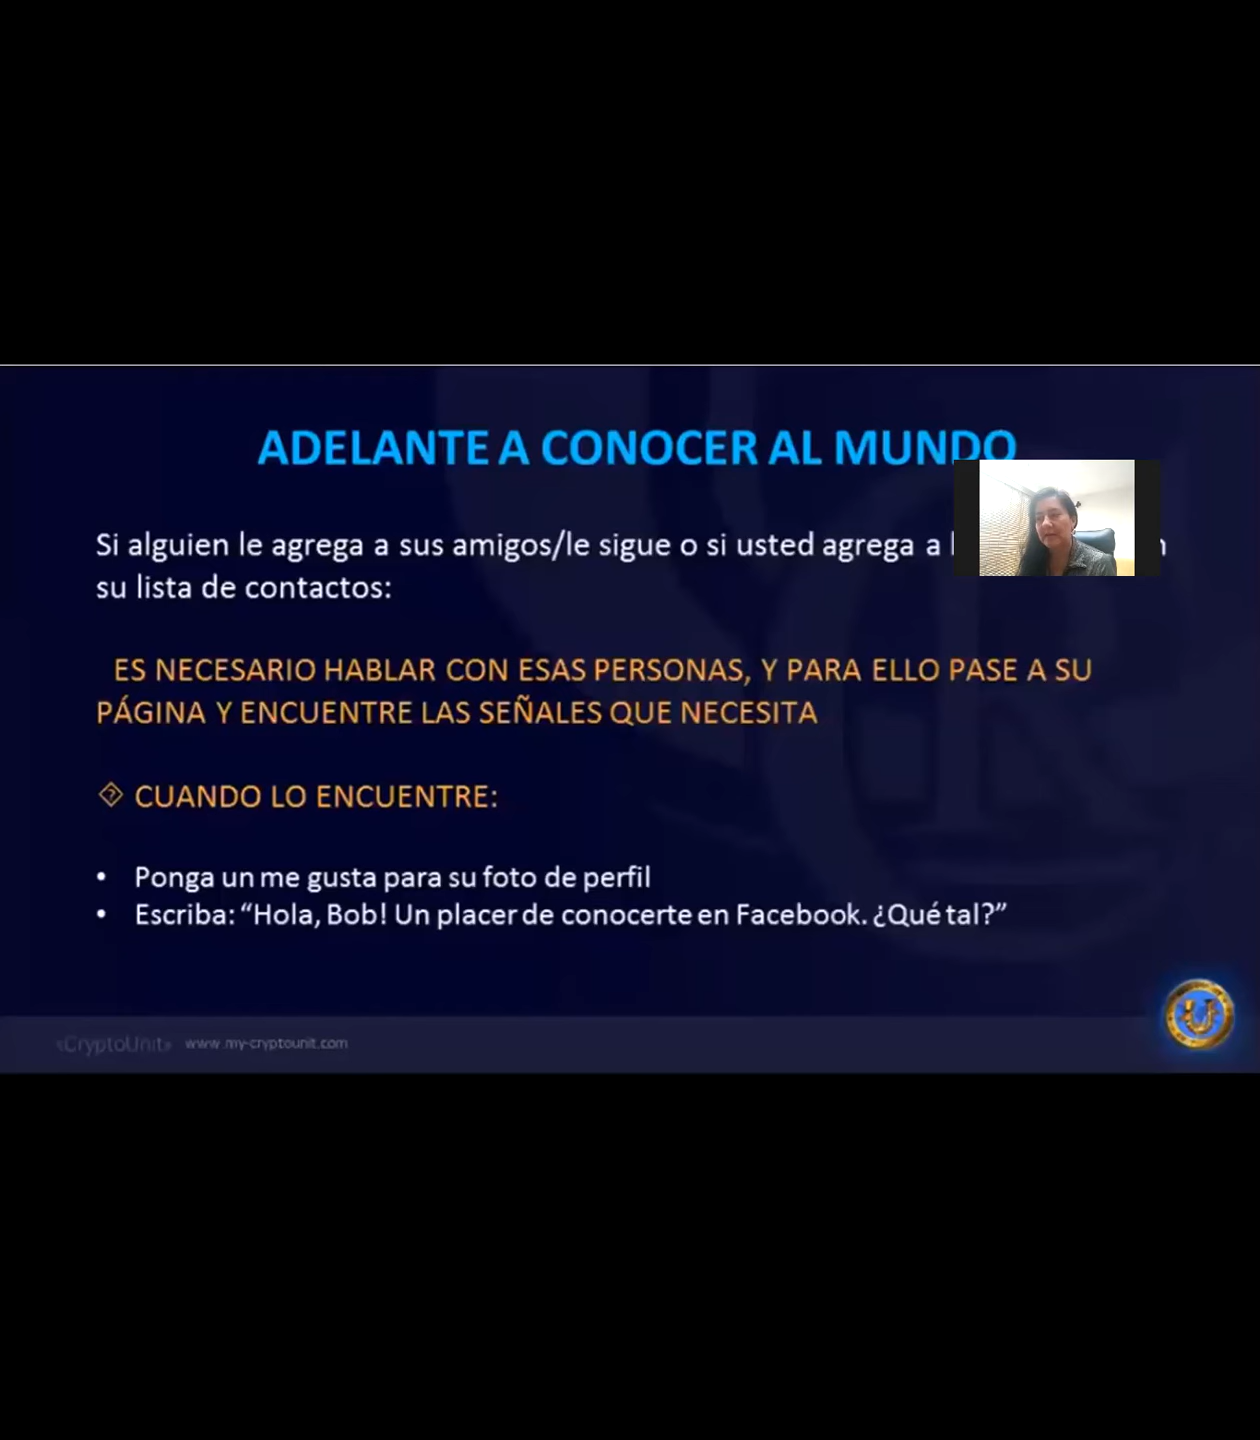 ADELANTE A CONOCER AL MUNDO
Si alguien le agrega a sus amigos/le sigue o si usted agrega a
su lista de contactos:
ES NECESARIO HABLAR CON ESAS PERSONAS, Y PARA ELLO PASE A SU
PÁGINA Y ENCUENTRE LAS SEÑALES QUE NECESITA
CUANDO LO ENCUENTRE:
• Ponga un me gusta para su foto de perfil
• Escriba: “Hola, Bob! Un placer de conocerte en Facebook. ¿Qué tal?”
«CryptoUnit» www.my-cryptounit.com